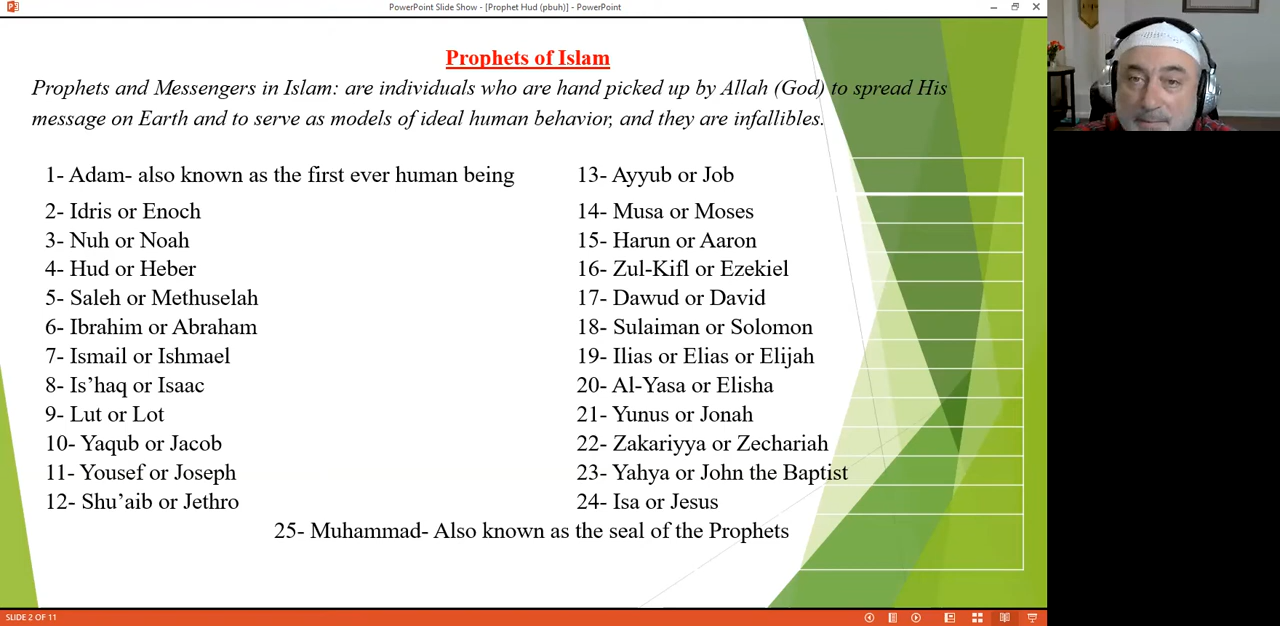 PowerPoint Slide Show - [Prophet Hud (pbuh)] - PowerPoint
Prophets of Islam
Prophets and Messengers in Islam: are individuals who are hand picked up by Allah (God) to spread His
message on Earth and to serve as models of ideal human behavior, and they are infallibles.
1- Adam- also known as the first ever human being
2- Idris or Enoch
3- Nuh or Noah
4- Hud or Heber
5- Saleh or Methuselah
6- Ibrahim or Abraham
7- Ismail or Ishmael
8- Is’haq or Isaac
9- Lut or Lot
10- Yaqub or Jacob
11- Yousef or Joseph
12- Shu’aib or Jethro
13- Ayyub or Job
14- Musa or Moses
15- Harun or Aaron
16- Zul-Kifl or Ezekiel
17- Dawud or David
18- Sulaiman or Solomon
19- Ilias or Elias or Elijah
20- Al-Yasa or Elisha
21- Yunus or Jonah
22- Zakariyya or Zechariah
23- Yahya or John the Baptist
24- Isa or Jesus
25- Muhammad- Also known as the seal of the Prophets
SLIDE 2 OF 11